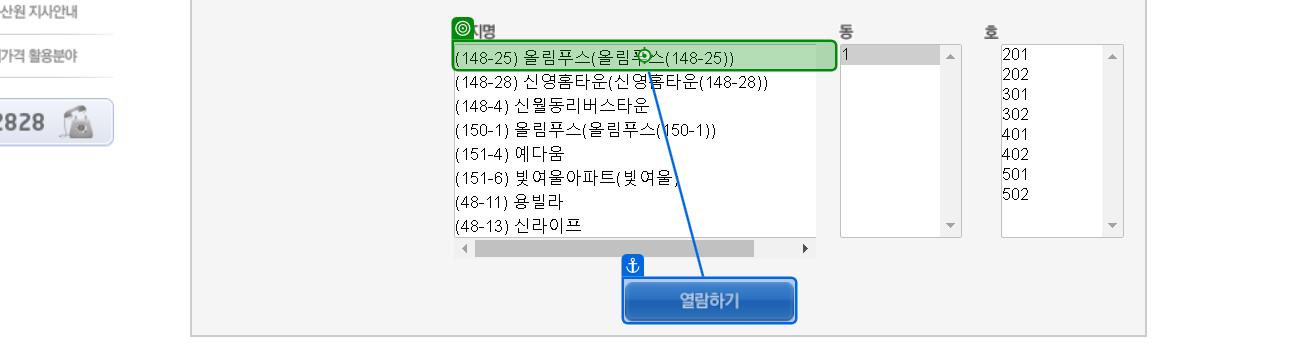 산원 지사안내
가격 활용분야
2828
지명
(148-25) 올림푸스(올림푸스(148-25))
(148-28) 신영홈타운(신영홈타운(148-28))
(148-4) 신월동리버스타운
(150-1) 올림푸스(올림푸스(150-1))
(151-4) 예다움
(151-6) 빛여울아파트(빛여울)
(48-11) 용빌라
(48-13) 신라이프
동
1
호
201
202
301
302
401
402
501
502
열람하기